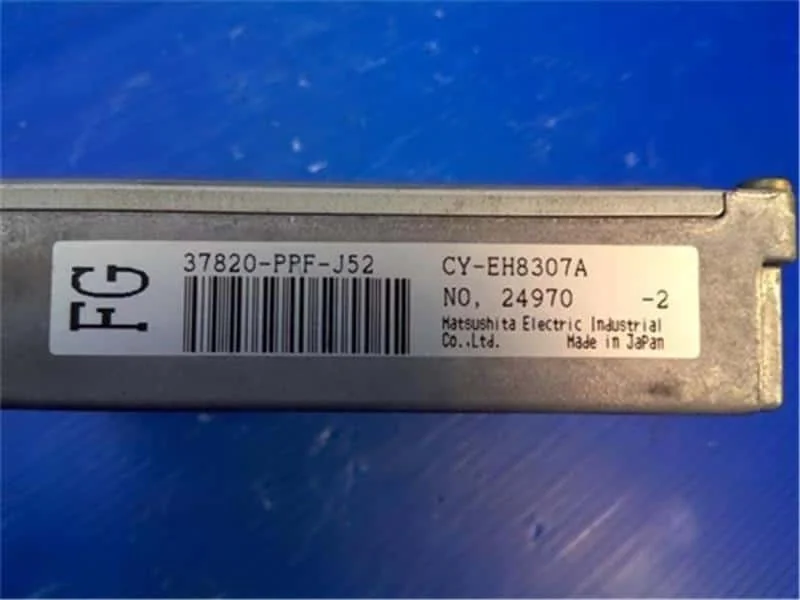 FG
37820-PPF-J52
CY-EH8307A
NO, 24970 -2
Matsushita Electric Industrial
Co.,Ltd. Made in JaPan